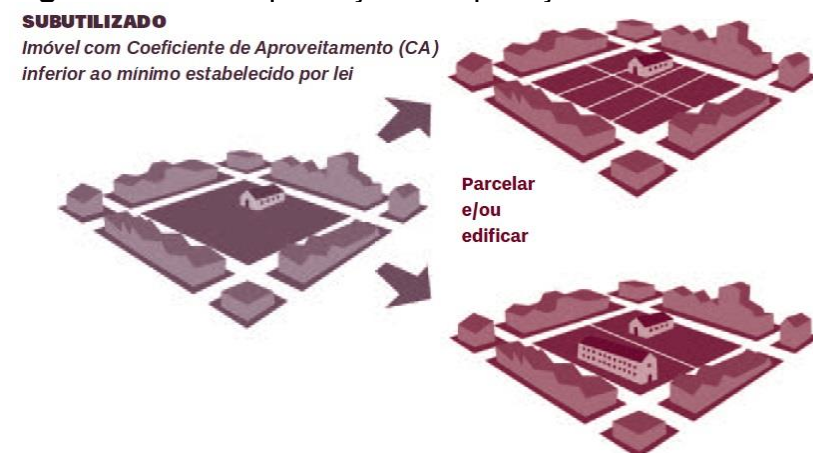 SUBUTILIZADO
Imóvel com Coeficiente de Aproveitamento (CA)
inferior ao mínimo estabelecido por lei
Parcelar
e/ou
edificar